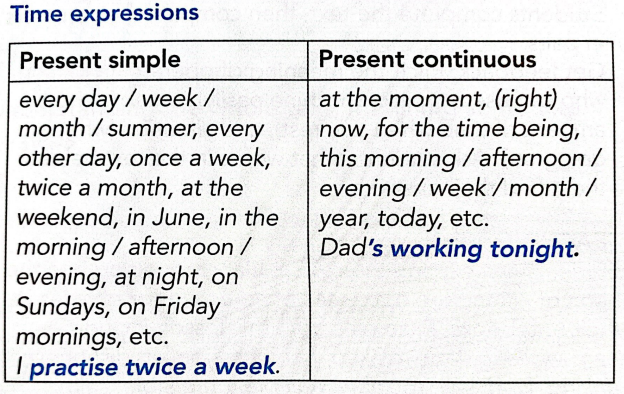 Time expressions
Present simple
every day / week /
month / summer, every
other day, once a week,
twice a month, at the
weekend, in June, in the
morning / afternoon /
evening, at night, on
Sundays, on Friday
mornings, etc.
I practise twice a week.
Present continuous
at the moment, (right)
now, for the time being,
this morning / afternoon /
evening / week / month /
year, today, etc.
Dad's working tonight.